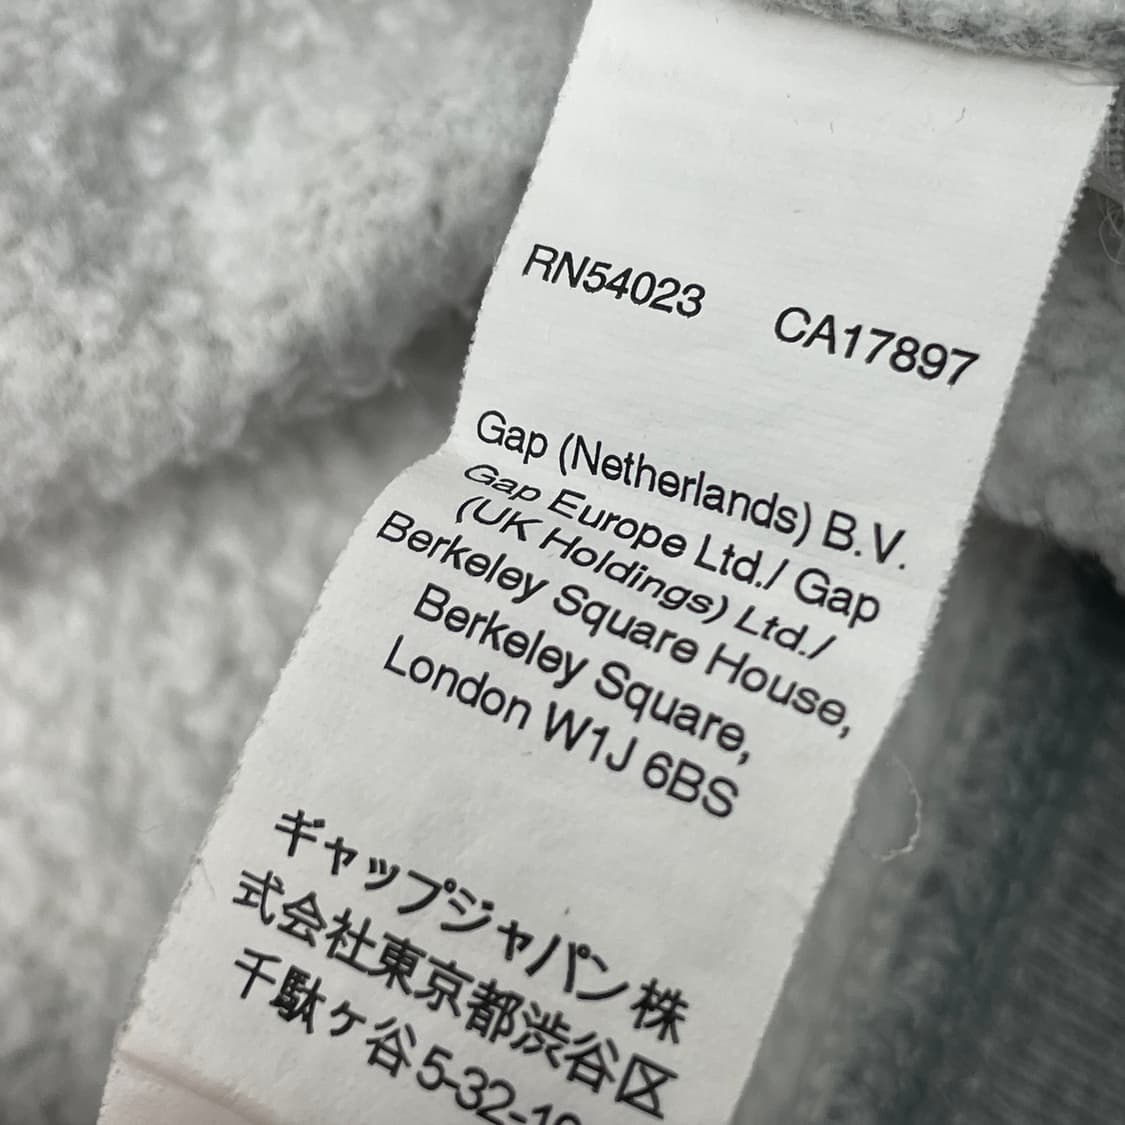 RN54023 CA17897
Gap (Netherlands) B.V.
Gap Europe Ltd./ Gap
(UK Holdings) Ltd./
Berkeley Square House,
Berkeley Square,
London W1J 6BS
ギャップジャパン株
式会社東京都渋谷区
千駄ヶ谷5-32-10